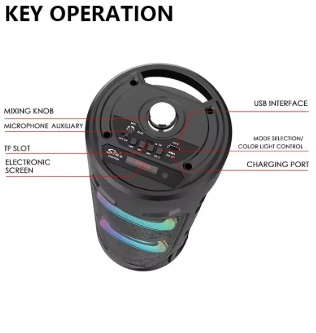 KEY OPERATION
MIXING KNOB
MICROPHONE AUXILIARY
TF SLOT
ELECTRONIC
SCREEN
USB INTERFACE
MODE SELECTION/
COLOR LIGHT CONTROL
CHARGING PORT